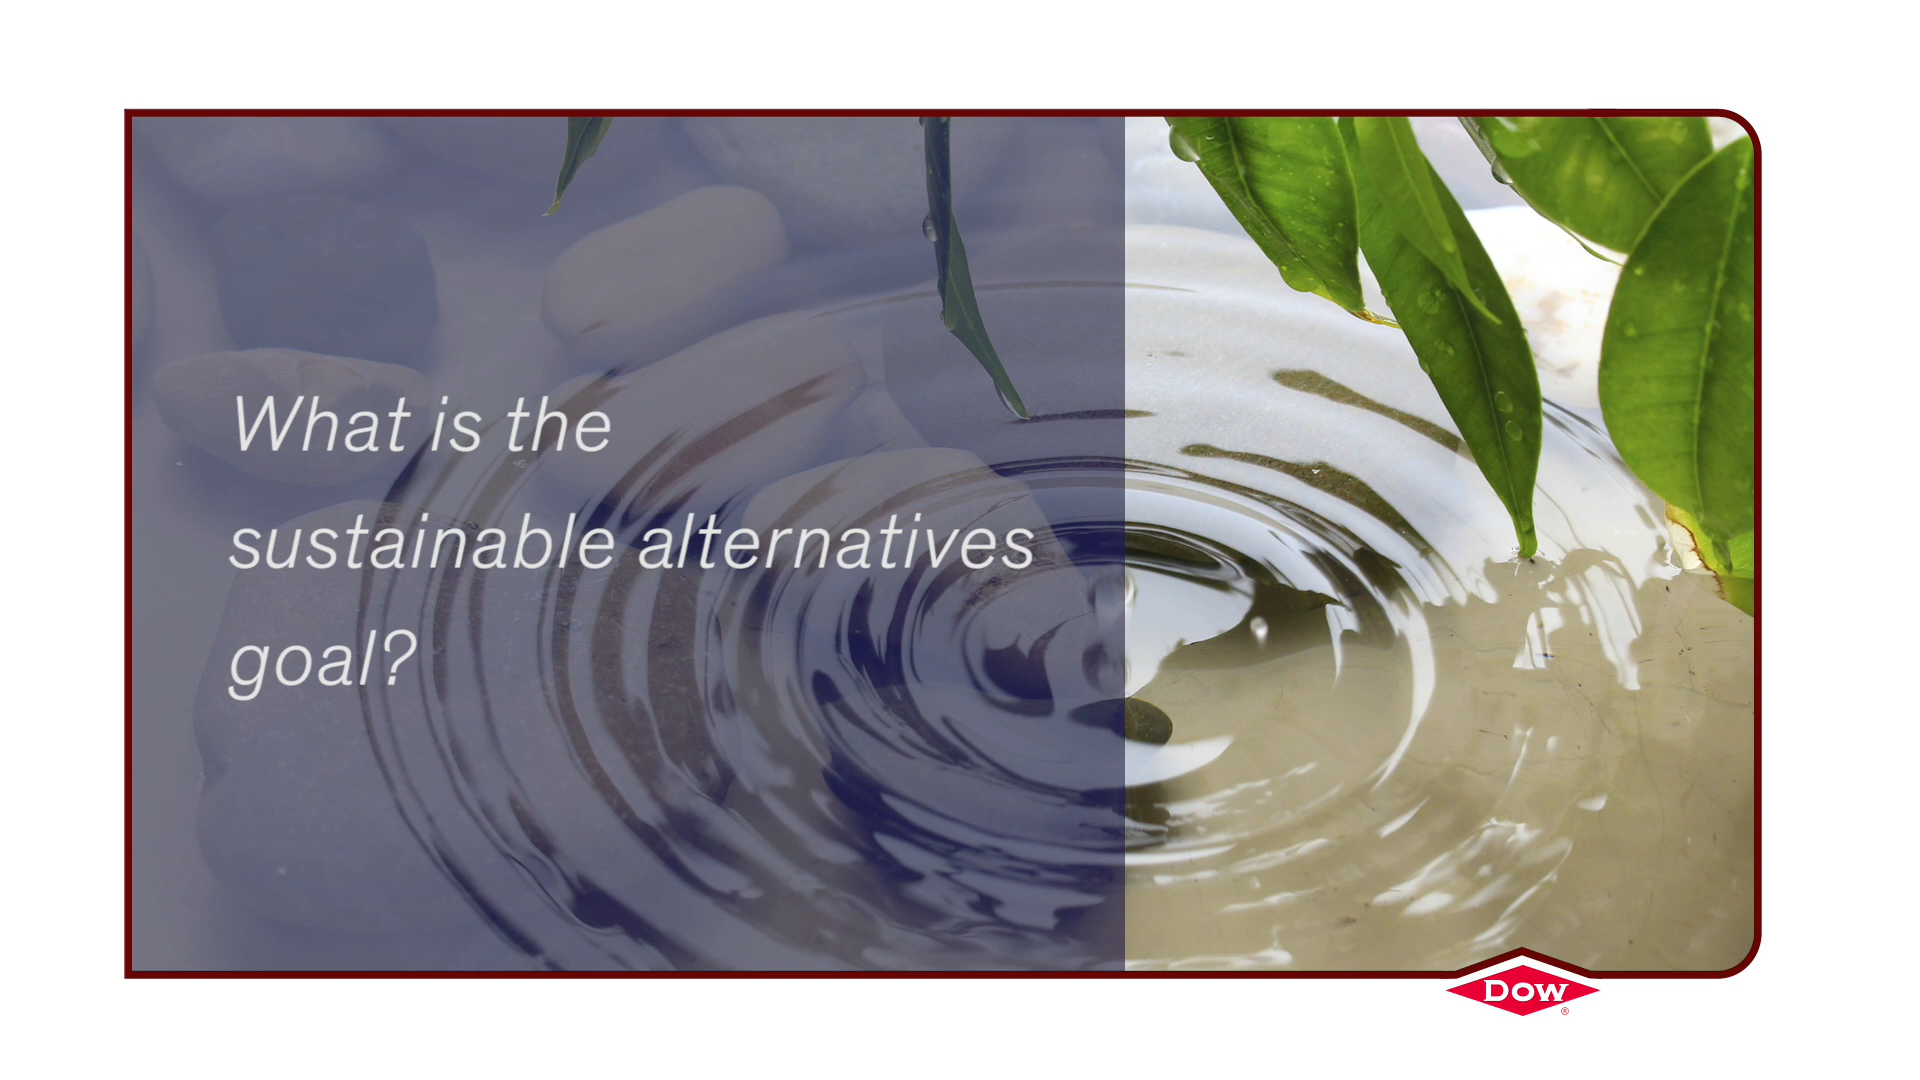 What is the
sustainable alternatives
goal?
DOW
®